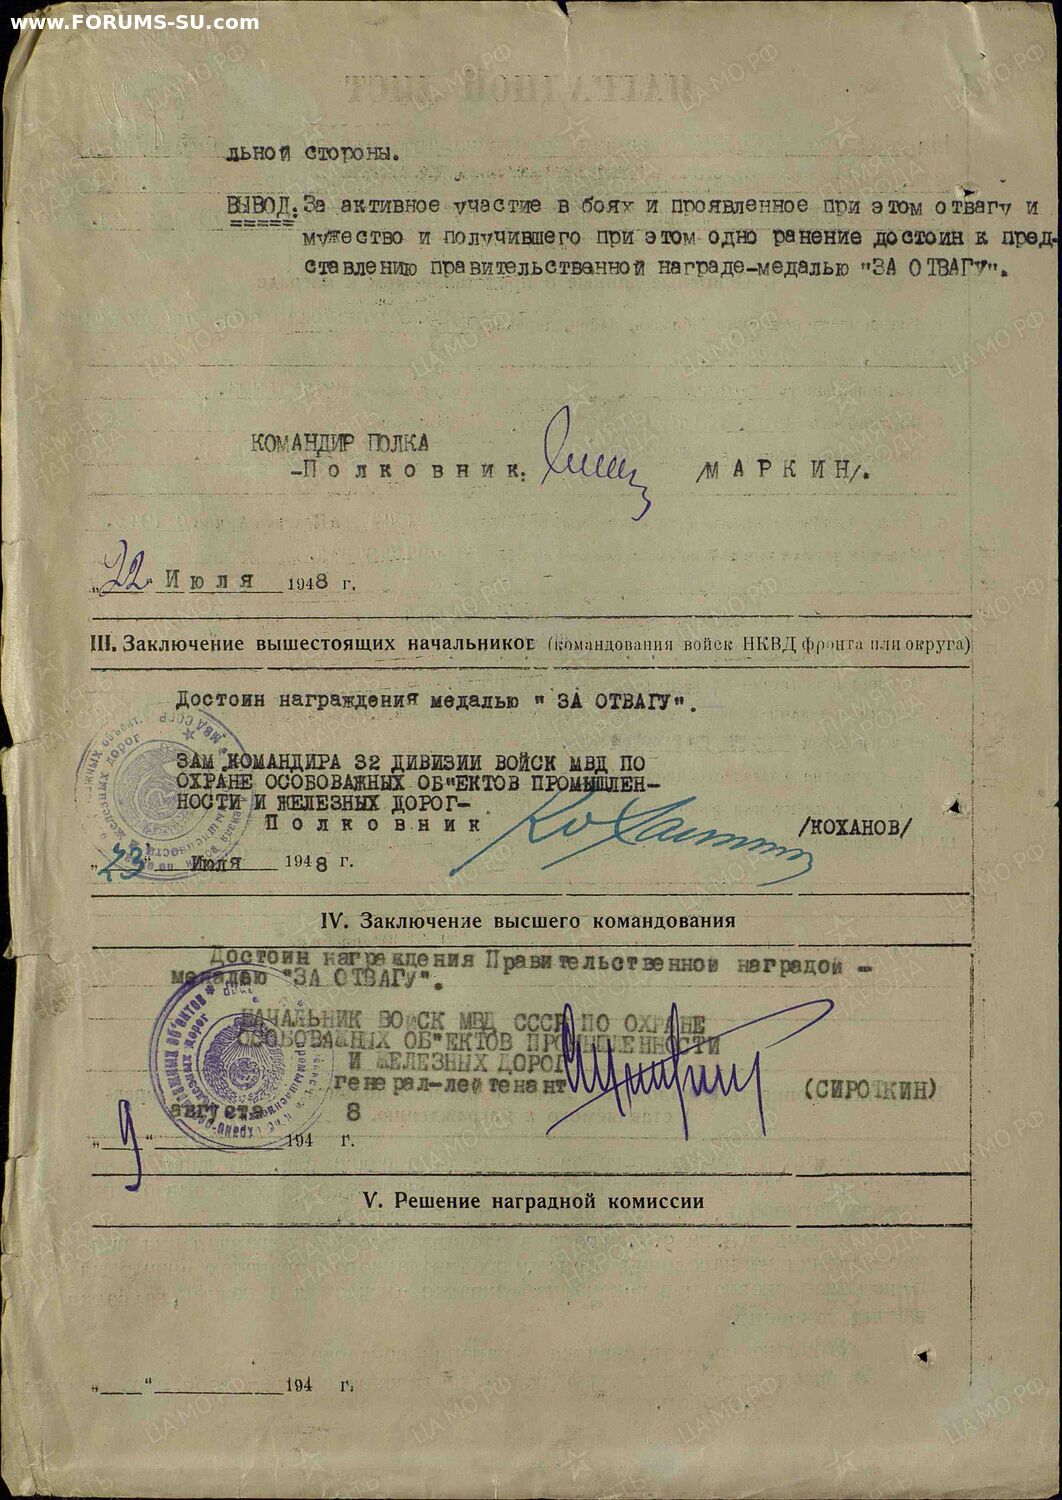 www.FORUMS-SU.com
льной стороны.
ВЫВОД: За активное участие в боях и проявленное при этом отвагу и
мужество и получившего при этом одно ранение достоин к пред-
ставлению правительственной награде-медалью "ЗА ОТВАГУ".
КОМАНДИР ПОЛКА
-Полковник: /МАРКИН/.
„22" Июля 1948 г.
III. Заключение вышестоящих начальников (командования войск НКВД фронта или округа)
Достоин награждения медалью " ЗА ОТВАГУ".
ЗАМ.КОМАНДИРА 32 ДИВИЗИИ ВОЙСК МВД ПО
ОХРАНЕ ОСОБОВАЖНЫХ ОБ"ЕКТОВ ПРОМЫШЛЕН-
НОСТИ И ЖЕЛЕЗНЫХ ДОРОГ-
Полковник /КОХАНОВ/
„23" Июля 1948 г.
IV. Заключение высшего командования
Достоин награждения Правительственной наградой -
медалью "ЗА ОТВАГУ".
НАЧАЛЬНИК ВОЙСК МВД СССР ПО ОХРАНЕ
ОСОБОВАЖНЫХ ОБ"ЕКТОВ ПРОМЫШЛЕННОСТИ
И ЖЕЛЕЗНЫХ ДОРОГ
генерал-лейтенант (СИРОТКИН)
„9" августа 1948 г.
V. Решение наградной комиссии
„___" 194 г.